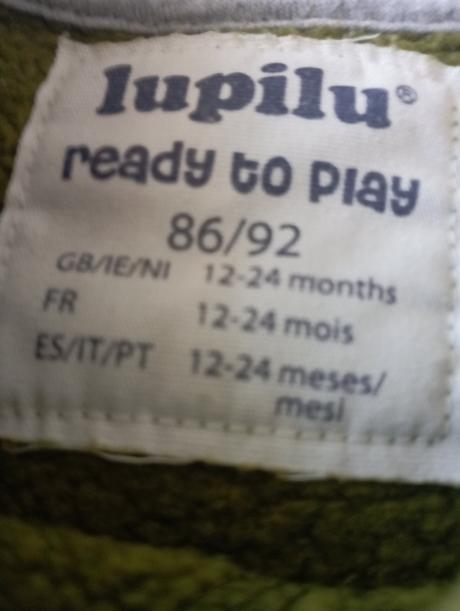 lupilu®
ready to play
86/92
GB/IE/NI 12-24 months
FR 12-24 mois
ES/IT/PT 12-24 meses/
mesi